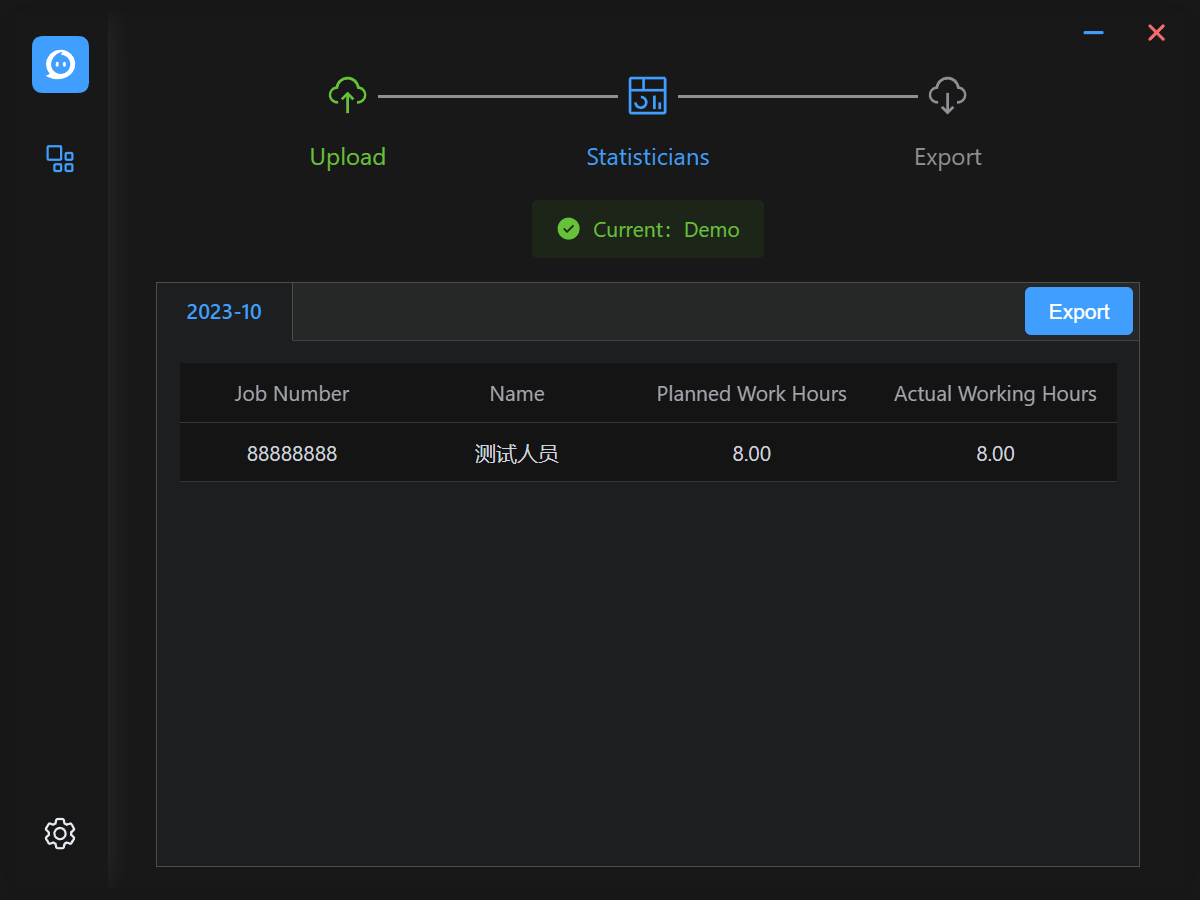 Upload
Statisticians
Export
Current：Demo
2023-10
Export
Job Number Name Planned Work Hours Actual Working Hours
88888888 测试人员 8.00 8.00